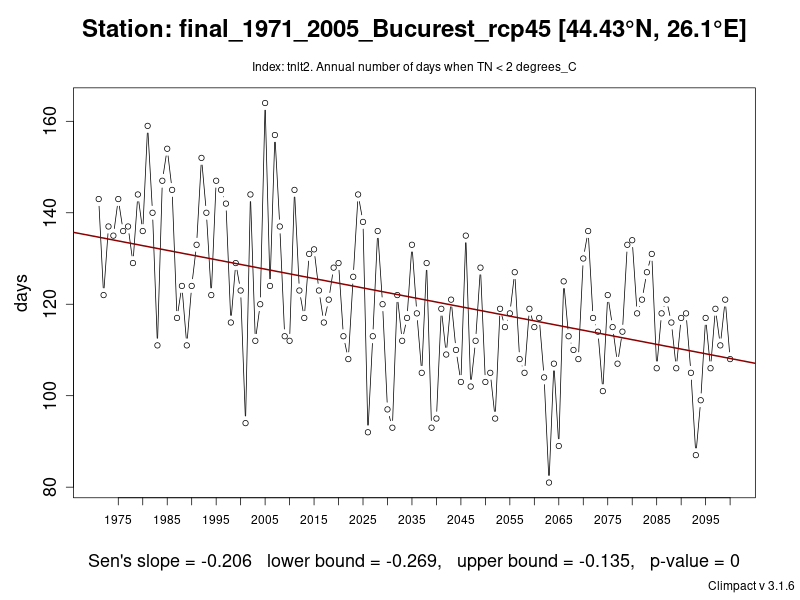 Station: final_1971_2005_Bucurest_rcp45 [44.43°N, 26.1°E]
Index: tnlt2. Annual number of days when TN < 2 degrees_C
160
140
120
100
80
days
1975 1985 1995 2005 2015 2025 2035 2045 2055 2065 2075 2085 2095
Sen's slope = -0.206 lower bound = -0.269, upper bound = -0.135, p-value = 0
Climpact v 3.1.6